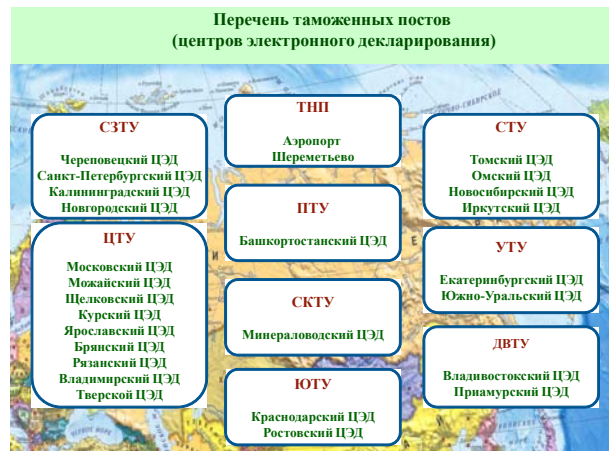 Перечень таможенных постов
(центров электронного декларирования)
СЗТУ
Череповецкий ЦЭД
Санкт-Петербургский ЦЭД
Калининградский ЦЭД
Новгородский ЦЭД
ЦТУ
Московский ЦЭД
Можайский ЦЭД
Щелковский ЦЭД
Курский ЦЭД
Ярославский ЦЭД
Брянский ЦЭД
Рязанский ЦЭД
Владимирский ЦЭД
Тверской ЦЭД
ТНП
Аэропорт
Шереметьево
ПТУ
Башкортостанский ЦЭД
СКТУ
Минераловодский ЦЭД
ЮТУ
Краснодарский ЦЭД
Ростовский ЦЭД
СТУ
Томский ЦЭД
Омский ЦЭД
Новосибирский ЦЭД
Иркутский ЦЭД
УТУ
Екатеринбургский ЦЭД
Южно-Уральский ЦЭД
ДВТУ
Владивостокский ЦЭД
Приамурский ЦЭД